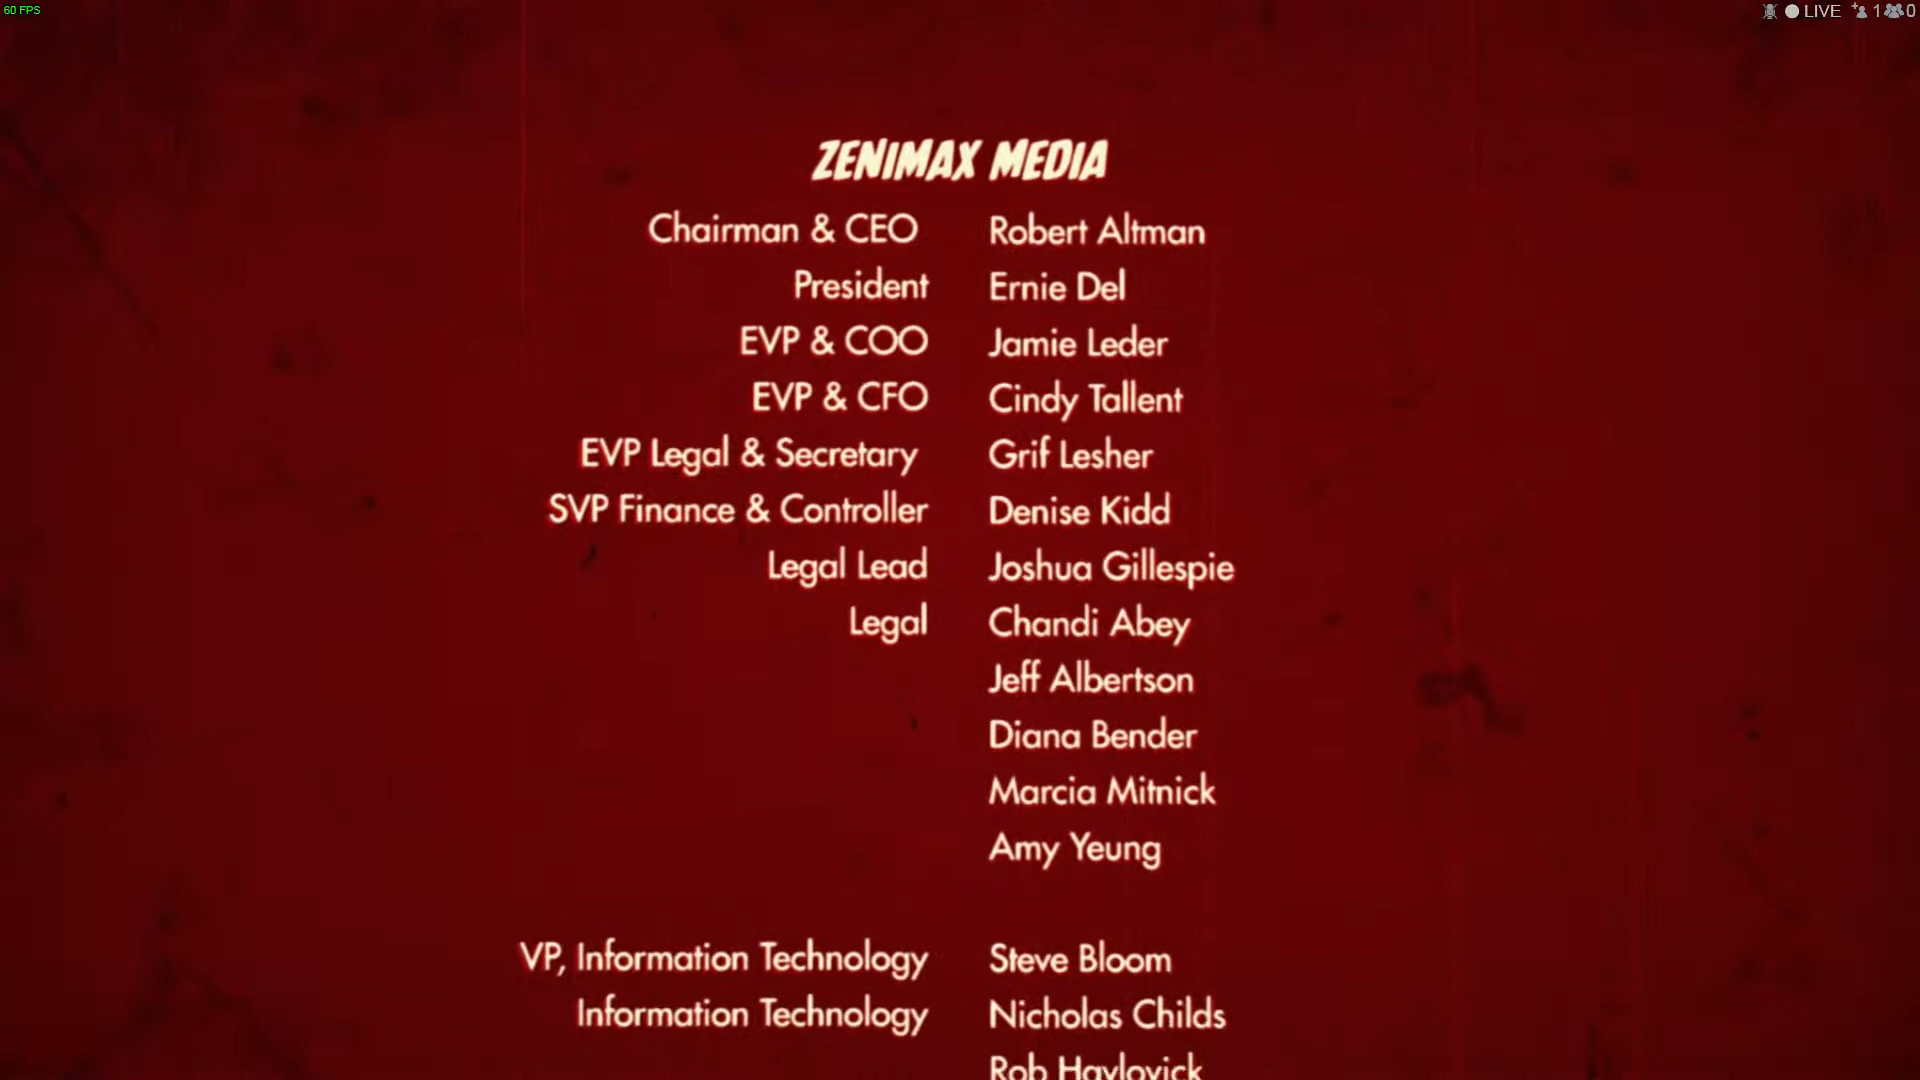 60 FPS
LIVE 1 0
ZENIMAX MEDIA
Chairman & CEO Robert Altman
President Ernie Del
EVP & COO Jamie Leder
EVP & CFO Cindy Tallent
EVP Legal & Secretary Grif Lesher
SVP Finance & Controller Denise Kidd
Legal Lead Joshua Gillespie
Legal Chandi Abey
Jeff Albertson
Diana Bender
Marcia Mitnick
Amy Yeung
VP, Information Technology Steve Bloom
Information Technology Nicholas Childs
Rob Havlovick